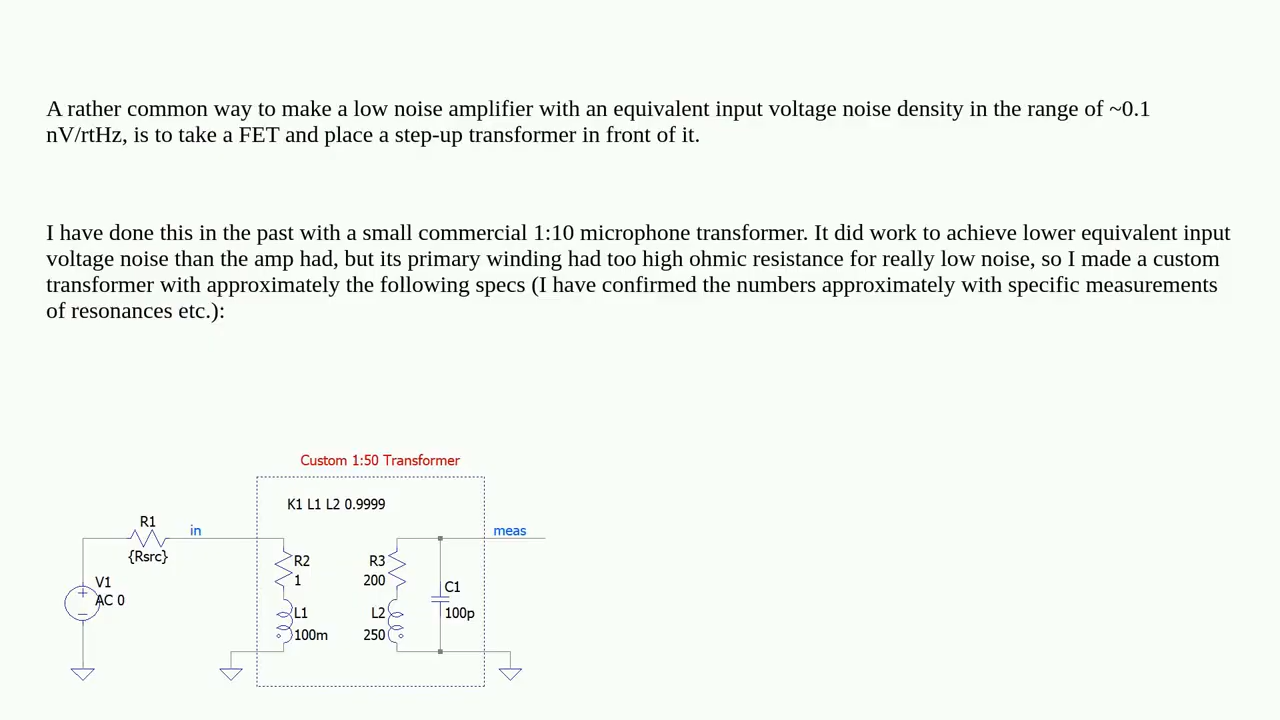 A rather common way to make a low noise amplifier with an equivalent input voltage noise density in the range of ~0.1
nV/rtHz, is to take a FET and place a step-up transformer in front of it.
I have done this in the past with a small commercial 1:10 microphone transformer. It did work to achieve lower equivalent input
voltage noise than the amp had, but its primary winding had too high ohmic resistance for really low noise, so I made a custom
transformer with approximately the following specs (I have confirmed the numbers approximately with specific measurements
of resonances etc.):
Custom 1:50 Transformer
K1 L1 L2 0.9999
R1
in
meas
{Rsrc}
R2
R3
1
200
V1
C1
AC 0
L1
L2
100p
100m
250